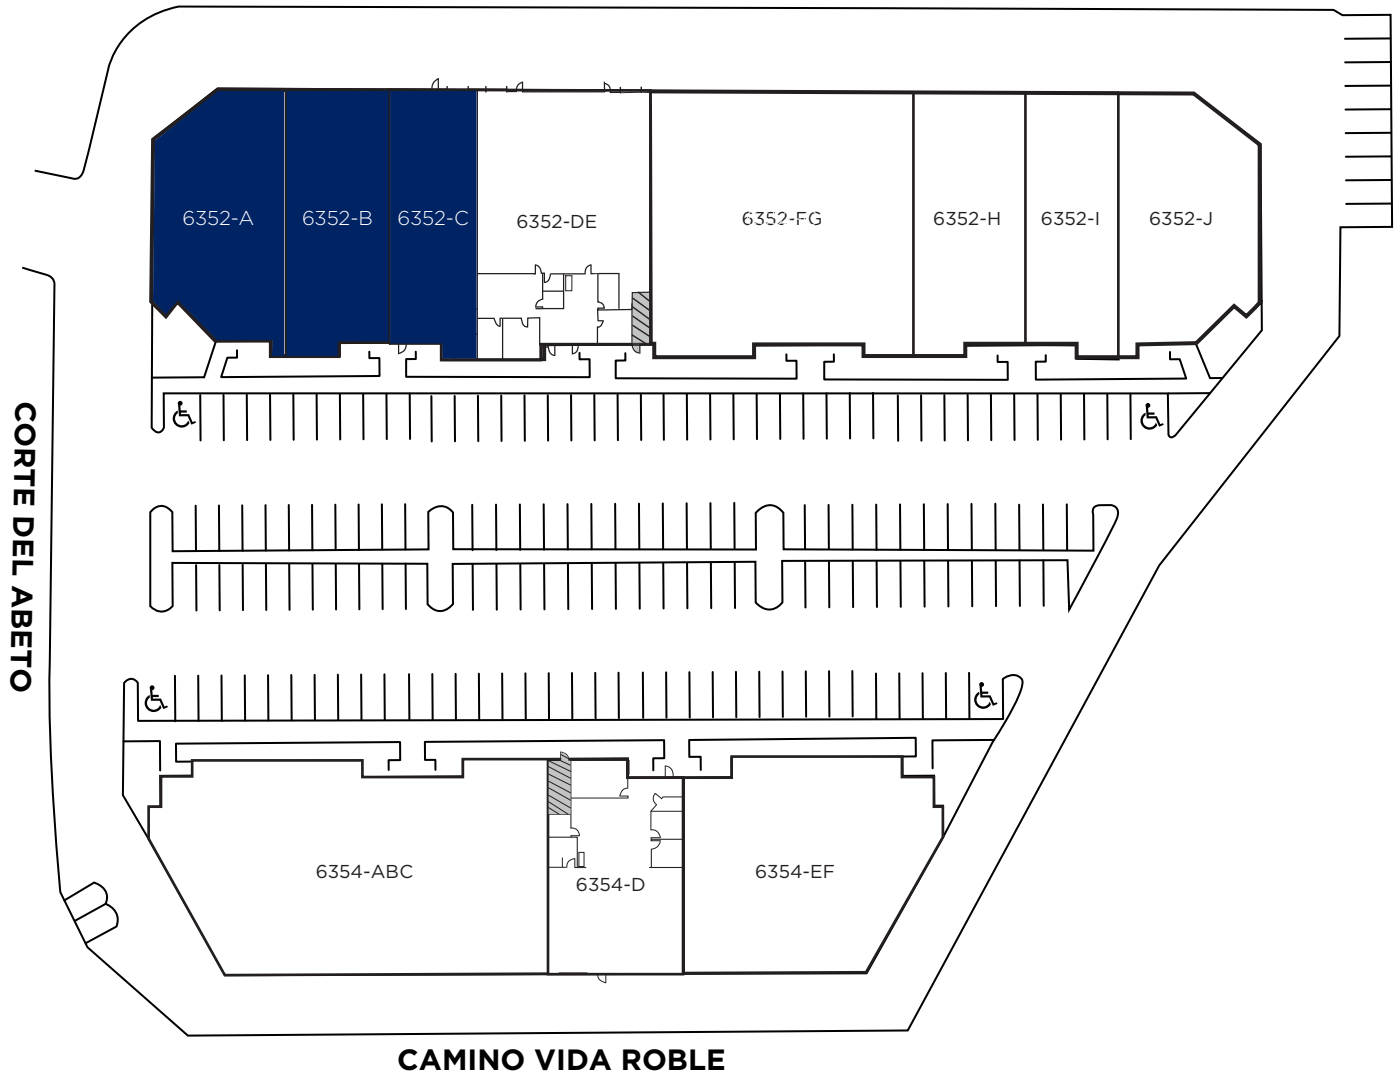 6352-A
6352-B
6352-C
6352-DE
6352-FG
6352-H
6352-I
6352-J
CORTE DEL ABETO
6354-ABC
6354-D
6354-EF
CAMINO VIDA ROBLE